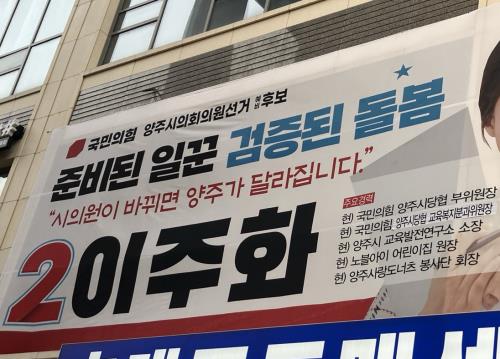 국민의힘 양주시의회의원선거 예비 후보
준비된 일꾼 검증된 돌봄
“시의원이 바뀌면 양주가 달라집니다.”
2이주화
주요경력
현) 국민의힘 양주시당협 부위원장
현) 국민의힘 양주시당협 교육복지분과위원장
현) 양주시 교육발전연구소 소장
현) 노블아이 어린이집 원장
현) 양주사랑도너츠 봉사단 회장